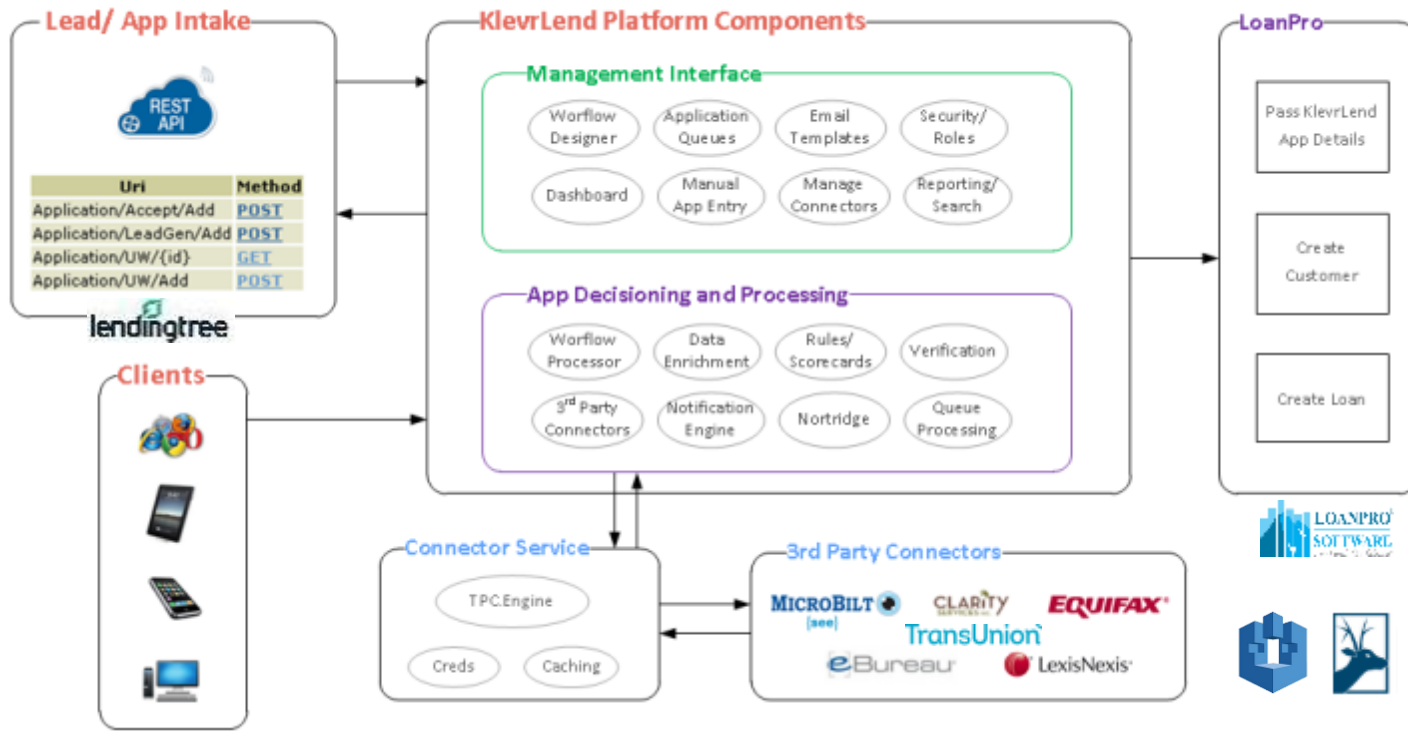 Lead/ App Intake
REST
API
Uri Method
Application/Accept/Add POST
Application/LeadGen/Add POST
Application/UW/{id} GET
Application/UW/Add POST
lendingtree
Clients
KlevrLend Platform Components
Management Interface
Worflow
Designer
Application
Queues
Email
Templates
Security/
Roles
Dashboard
Manual
App Entry
Manage
Connectors
Reporting/
Search
App Decisioning and Processing
Worflow
Processor
Data
Enrichment
Rules/
Scorecards
Verification
3rd Party
Connectors
Notification
Engine
Nortridge
Queue
Processing
LoanPro
Pass KlevrLend
App Details
Create
Customer
Create Loan
LOANPRO
SOFTWARE
Connector Service
TPC.Engine
Creds
Caching
3rd Party Connectors
MICROBILT
[see]
CLARITY
EQUIFAX
TransUnion
eBureau
LexisNexis